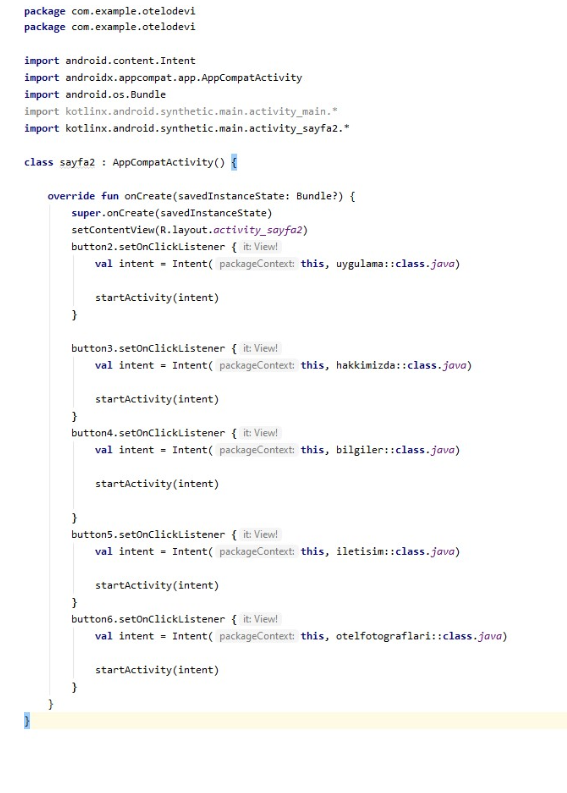 package com.example.otelodevi
package com.example.otelodevi
import android.content.Intent
import androidx.appcompat.app.AppCompatActivity
import android.os.Bundle
import kotlinx.android.synthetic.main.activity_main.*
import kotlinx.android.synthetic.main.activity_sayfa2.*
class sayfa2 : AppCompatActivity() {
override fun onCreate(savedInstanceState: Bundle?) {
super.onCreate(savedInstanceState)
setContentView(R.layout.activity_sayfa2)
button2.setOnClickListener { it: View!
val intent = Intent( packageContext: this, uygulama::class.java)
startActivity(intent)
}
button3.setOnClickListener { it: View!
val intent = Intent( packageContext: this, hakkimizda::class.java)
startActivity(intent)
}
button4.setOnClickListener { it: View!
val intent = Intent( packageContext: this, bilgiler::class.java)
startActivity(intent)
}
button5.setOnClickListener { it: View!
val intent = Intent( packageContext: this, iletisim::class.java)
startActivity(intent)
}
button6.setOnClickListener { it: View!
val intent = Intent( packageContext: this, otelfotograflari::class.java)
startActivity(intent)
}
}
}